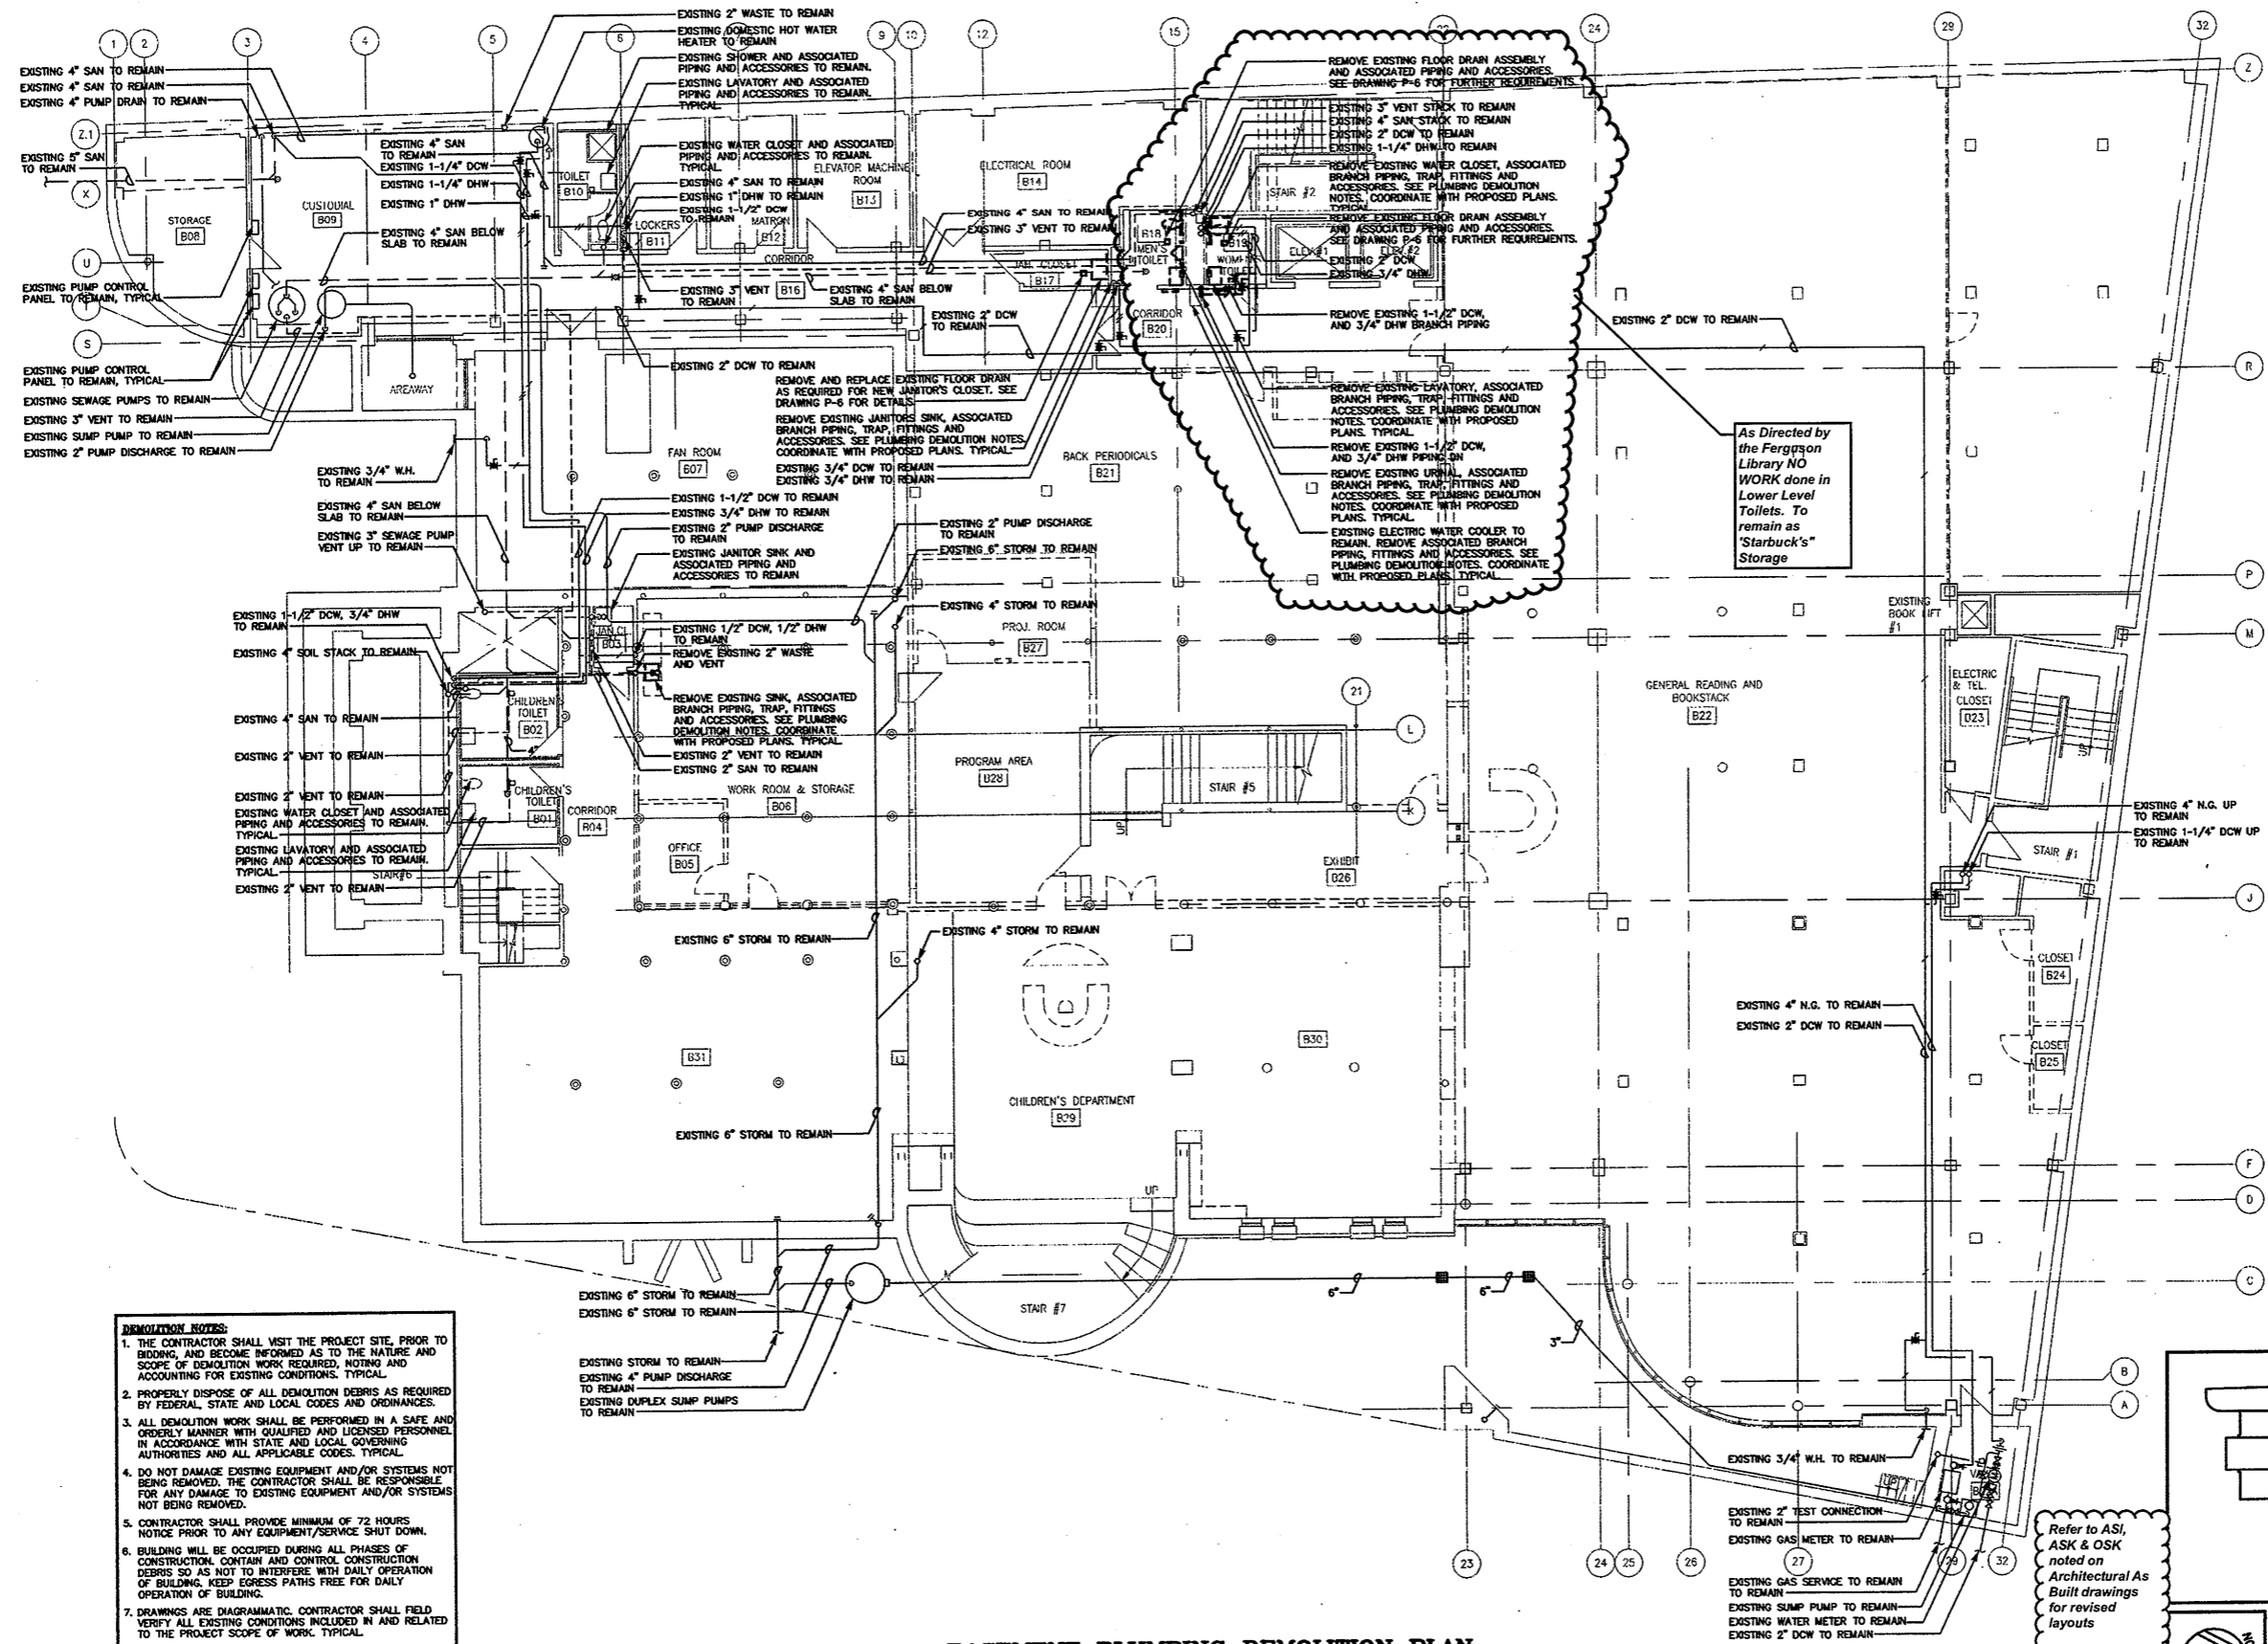 EXISTING 2" WASTE TO REMAIN
EXISTING DOMESTIC HOT WATER
HEATER TO REMAIN
EXISTING SHOWER AND ASSOCIATED
PIPING AND ACCESSORIES TO REMAIN.
EXISTING LAVATORY AND ASSOCIATED
PIPING AND ACCESSORIES TO REMAIN.
TYPICAL
EXISTING WATER CLOSET AND ASSOCIATED
PIPING AND ACCESSORIES TO REMAIN.
TYPICAL
EXISTING 4" SAN TO REMAIN
EXISTING 1" DHW TO REMAIN
EXISTING 1-1/2" DCW
TO REMAIN
1
2
3
4
5
6
9
10
12
15
24
29
32
EXISTING 4" SAN TO REMAIN
EXISTING 4" SAN TO REMAIN
EXISTING 4" PUMP DRAIN TO REMAIN
Z.1
EXISTING 5" SAN
TO REMAIN
X
U
T
S
EXISTING 4" SAN
TO REMAIN
EXISTING 1-1/4" DCW
EXISTING 1-1/4" DHW
EXISTING 1" DHW
EXISTING 4" SAN BELOW
SLAB TO REMAIN
STORAGE
B08
CUSTODIAL
B09
TOILET
B10
LOCKERS
B11
MATRON
B12
ELEVATOR MACHINE
ROOM
B13
ELECTRICAL ROOM
B14
CORRIDOR
B16
EXISTING 3" VENT
TO REMAIN
EXISTING 4" SAN BELOW
SLAB TO REMAIN
EXISTING 4" SAN TO REMAIN
EXISTING 3" VENT TO REMAIN
JAN. CLOSET
B17
EXISTING 2" DCW
TO REMAIN
EXISTING PUMP CONTROL
PANEL TO REMAIN, TYPICAL
EXISTING PUMP CONTROL
PANEL TO REMAIN, TYPICAL
EXISTING SEWAGE PUMPS TO REMAIN
EXISTING 3" VENT TO REMAIN
EXISTING SUMP PUMP TO REMAIN
EXISTING 2" PUMP DISCHARGE TO REMAIN
AREAWAY
REMOVE EXISTING FLOOR DRAIN ASSEMBLY
AND ASSOCIATED PIPING AND ACCESSORIES.
SEE DRAWING P-6 FOR FURTHER REQUIREMENTS.
EXISTING 3" VENT STACK TO REMAIN
EXISTING 4" SAN STACK TO REMAIN
EXISTING 2" DCW TO REMAIN
EXISTING 1-1/4" DHW TO REMAIN
REMOVE EXISTING WATER CLOSET, ASSOCIATED
BRANCH PIPING, TRAP, FITTINGS AND
ACCESSORIES. SEE PLUMBING DEMOLITION
NOTES. COORDINATE WITH PROPOSED PLANS.
TYPICAL
REMOVE EXISTING FLOOR DRAIN ASSEMBLY
AND ASSOCIATED PIPING AND ACCESSORIES.
SEE DRAWING P-6 FOR FURTHER REQUIREMENTS.
EXISTING 2" DCW
EXISTING 3/4" DHW
STAIR #2
B18
MEN'S
TOILET
B19
ELEV #1
ELEV #2
CORRIDOR
B20
REMOVE EXISTING 1-1/2" DCW,
AND 3/4" DHW BRANCH PIPING
REMOVE EXISTING LAVATORY, ASSOCIATED
BRANCH PIPING, TRAP, FITTINGS AND
ACCESSORIES. SEE PLUMBING DEMOLITION
NOTES. COORDINATE WITH PROPOSED
PLANS. TYPICAL
REMOVE EXISTING 1-1/2" DCW,
AND 3/4" DHW PIPING DN
REMOVE EXISTING URINAL, ASSOCIATED
BRANCH PIPING, TRAP, FITTINGS AND
ACCESSORIES. SEE PLUMBING DEMOLITION
NOTES. COORDINATE WITH PROPOSED
PLANS. TYPICAL
EXISTING ELECTRIC WATER COOLER TO
REMAIN. REMOVE ASSOCIATED BRANCH
PIPING, FITTINGS AND ACCESSORIES. SEE
PLUMBING DEMOLITION NOTES. COORDINATE
WITH PROPOSED PLANS. TYPICAL
EXISTING 2" DCW TO REMAIN
As Directed by
the Ferguson
Library NO
WORK done in
Lower Level
Toilets. To
remain as
"Starbuck's"
Storage
Z
R
P
M
EXISTING 2" DCW TO REMAIN
REMOVE AND REPLACE EXISTING FLOOR DRAIN
AS REQUIRED FOR NEW JANITOR'S CLOSET. SEE
DRAWING P-6 FOR DETAILS
REMOVE EXISTING JANITORS SINK, ASSOCIATED
BRANCH PIPING, TRAP, FITTINGS AND
ACCESSORIES. SEE PLUMBING DEMOLITION NOTES.
COORDINATE WITH PROPOSED PLANS. TYPICAL
EXISTING 3/4" DCW TO REMAIN
EXISTING 3/4" DHW TO REMAIN
FAN ROOM
B07
BACK PERIODICALS
B21
EXISTING 3/4" W.H.
TO REMAIN
EXISTING 4" SAN BELOW
SLAB TO REMAIN
EXISTING 3" SEWAGE PUMP
VENT UP TO REMAIN
EXISTING 1-1/2" DCW TO REMAIN
EXISTING 3/4" DHW TO REMAIN
EXISTING 2" PUMP DISCHARGE
TO REMAIN
EXISTING JANITOR SINK AND
ASSOCIATED PIPING AND
ACCESSORIES TO REMAIN
EXISTING 2" PUMP DISCHARGE
TO REMAIN
EXISTING 6" STORM TO REMAIN
EXISTING 4" STORM TO REMAIN
EXISTING 1-1/2" DCW, 3/4" DHW
TO REMAIN
EXISTING 4" SOIL STACK TO REMAIN
EXISTING 4" SAN TO REMAIN
EXISTING 2" VENT TO REMAIN
EXISTING 2" VENT TO REMAIN
EXISTING WATER CLOSET AND ASSOCIATED
PIPING AND ACCESSORIES TO REMAIN.
TYPICAL
EXISTING LAVATORY AND ASSOCIATED
PIPING AND ACCESSORIES TO REMAIN.
TYPICAL
EXISTING 2" VENT TO REMAIN
STAIR#6
JAN CL
B03
EXISTING 1/2" DCW, 1/2" DHW
TO REMAIN
REMOVE EXISTING 2" WASTE
AND VENT
REMOVE EXISTING SINK, ASSOCIATED
BRANCH PIPING, TRAP, FITTINGS
AND ACCESSORIES. SEE PLUMBING
DEMOLITION NOTES. COORDINATE
WITH PROPOSED PLANS. TYPICAL
EXISTING 2" VENT TO REMAIN
EXISTING 2" SAN TO REMAIN
CHILDREN
TOILET
B02
4"
CHILDREN'S
TOILET
B01
CORRIDOR
B04
OFFICE
B05
WORK ROOM & STORAGE
B06
PROJ. ROOM
B27
PROGRAM AREA
B28
STAIR #5
UP
21
L
K
EXHIBIT
B26
GENERAL READING AND
BOOKSTACK
B22
EXISTING
BOOK LIFT
#1
ELECTRIC
& TEL.
CLOSET
B23
UP
STAIR #1
EXISTING 4" N.G. UP
TO REMAIN
EXISTING 1-1/4" DCW UP
TO REMAIN
J
CLOSET
B24
CLOSET
B25
EXISTING 6" STORM TO REMAIN
EXISTING 4" STORM TO REMAIN
EXISTING 4" N.G. TO REMAIN
EXISTING 2" DCW TO REMAIN
B31
B30
CHILDREN'S DEPARTMENT
B29
EXISTING 6" STORM TO REMAIN
UP
F
D
C
B
A
EXISTING 6" STORM TO REMAIN
EXISTING 6" STORM TO REMAIN
STAIR #7
6"
6"
3"
EXISTING STORM TO REMAIN
EXISTING 4" PUMP DISCHARGE
TO REMAIN
EXISTING DUPLEX SUMP PUMPS
TO REMAIN
DEMOLITION NOTES:
1. THE CONTRACTOR SHALL VISIT THE PROJECT SITE, PRIOR TO
BIDDING, AND BECOME INFORMED AS TO THE NATURE AND
SCOPE OF DEMOLITION WORK REQUIRED, NOTING AND
ACCOUNTING FOR EXISTING CONDITIONS. TYPICAL
2. PROPERLY DISPOSE OF ALL DEMOLITION DEBRIS AS REQUIRED
BY FEDERAL, STATE AND LOCAL CODES AND ORDINANCES.
3. ALL DEMOLITION WORK SHALL BE PERFORMED IN A SAFE AND
ORDERLY MANNER WITH QUALIFIED AND LICENSED PERSONNEL
IN ACCORDANCE WITH STATE AND LOCAL GOVERNING
AUTHORITIES AND ALL APPLICABLE CODES. TYPICAL
4. DO NOT DAMAGE EXISTING EQUIPMENT AND/OR SYSTEMS NOT
BEING REMOVED. THE CONTRACTOR SHALL BE RESPONSIBLE
FOR ANY DAMAGE TO EXISTING EQUIPMENT AND/OR SYSTEMS
NOT BEING REMOVED.
5. CONTRACTOR SHALL PROVIDE MINIMUM OF 72 HOURS
NOTICE PRIOR TO ANY EQUIPMENT/SERVICE SHUT DOWN.
6. BUILDING WILL BE OCCUPIED DURING ALL PHASES OF
CONSTRUCTION. CONTAIN AND CONTROL CONSTRUCTION
DEBRIS SO AS NOT TO INTERFERE WITH DAILY OPERATION
OF BUILDING. KEEP EGRESS PATHS FREE FOR DAILY
OPERATION OF BUILDING.
7. DRAWINGS ARE DIAGRAMMATIC. CONTRACTOR SHALL FIELD
VERIFY ALL EXISTING CONDITIONS INCLUDED IN AND RELATED
TO THE PROJECT SCOPE OF WORK. TYPICAL
EXISTING 3/4" W.H. TO REMAIN
UP
EXISTING 2" TEST CONNECTION
TO REMAIN
EXISTING GAS METER TO REMAIN
23
24
25
26
27
29
32
EXISTING GAS SERVICE TO REMAIN
TO REMAIN
EXISTING SUMP PUMP TO REMAIN
EXISTING WATER METER TO REMAIN
EXISTING 2" DCW TO REMAIN
Refer to ASI,
ASK & OSK
noted on
Architectural As
Built drawings
for revised
layouts
N